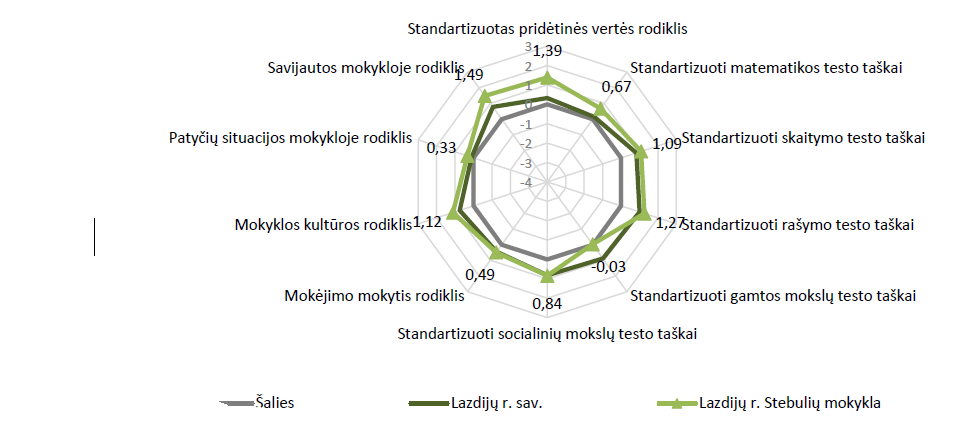 Standartizuotas pridėtinės vertės rodiklis
3
1,39
Savijautos mokykloje rodiklis
1,49
2
Standartizuoti matematikos testo taškai
1
0,67
0
Patyčių situacijos mokykloje rodiklis
0,33
-1
1,09
Standartizuoti skaitymo testo taškai
-2
-3
-4
Mokyklos kultūros rodiklis
1,12
1,27
Standartizuoti rašymo testo taškai
0,49
-0,03
Mokėjimo mokytis rodiklis
Standartizuoti gamtos mokslų testo taškai
0,84
Standartizuoti socialinių mokslų testo taškai
Šalies
Lazdijų r. sav.
Lazdijų r. Stebulių mokykla